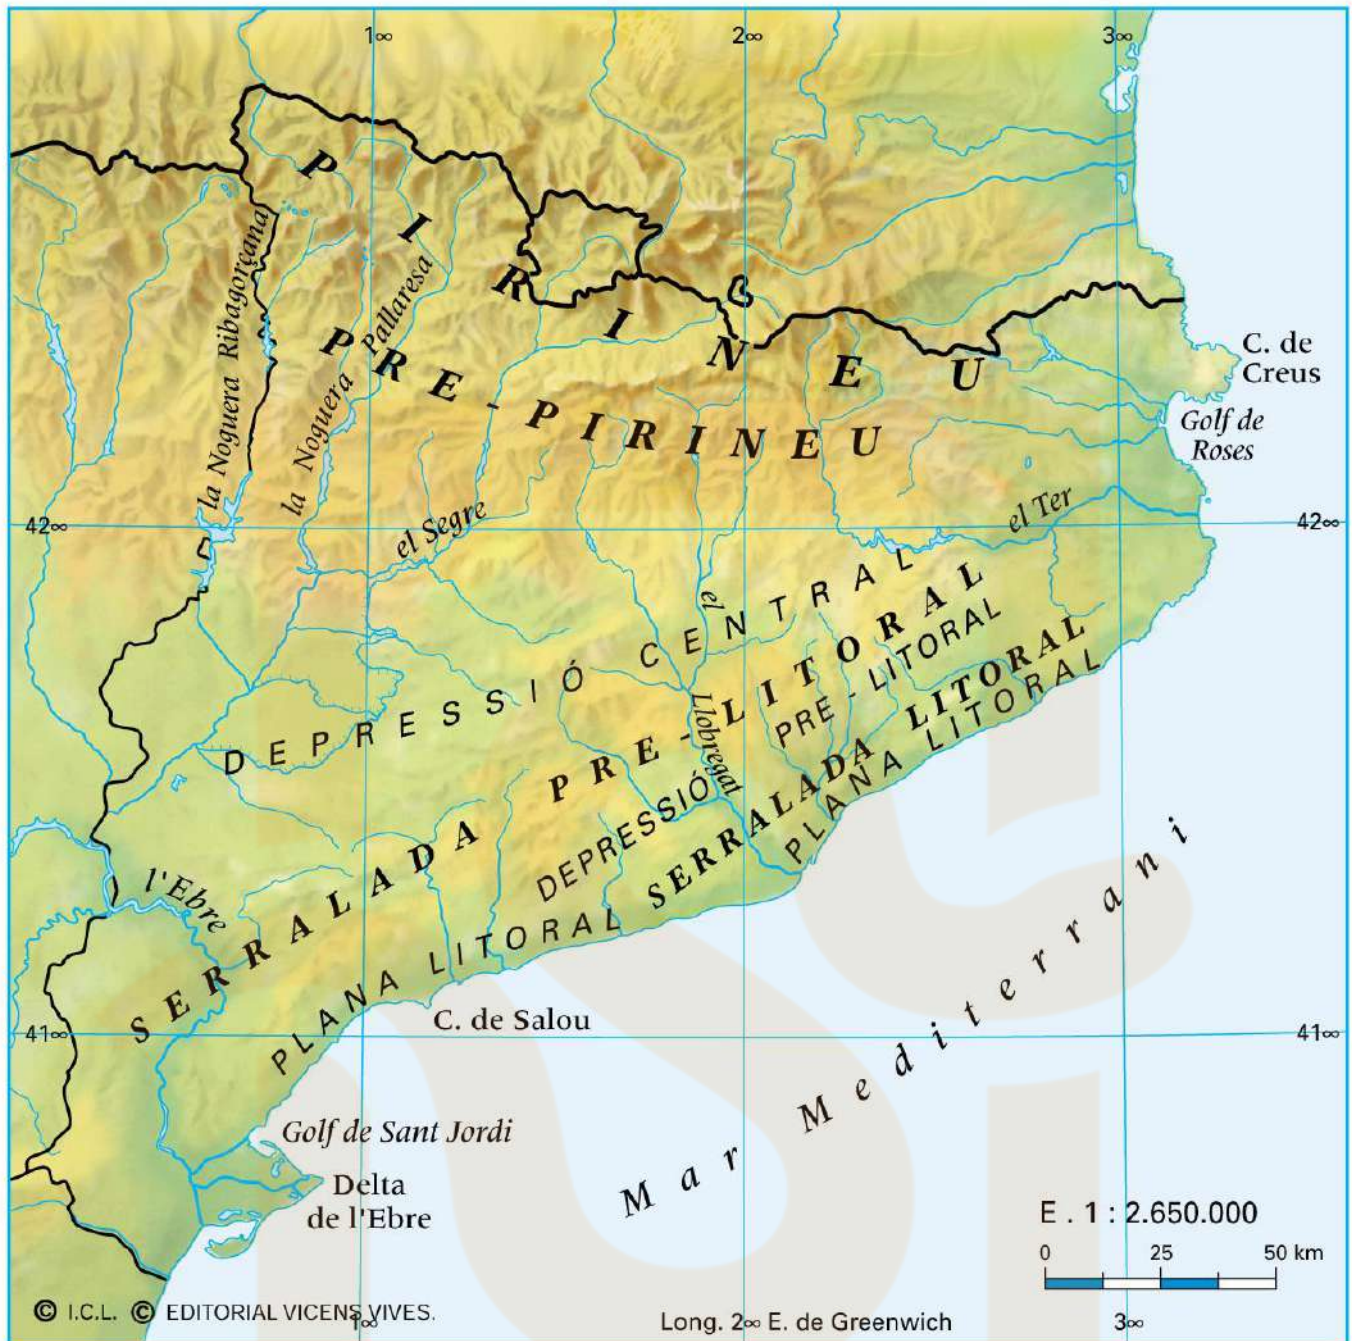 1∞
2∞
3∞
PIRINEU
la Noguera Ribagorçana
la Noguera Pallaresa
PRE-PIRINEU
C. de
Creus
Golf de
Roses
42∞
42∞
el Segre
el Ter
el Llobregat
DEPRESSIÓ CENTRAL
SERRALADA PRE-LITORAL
DEPRESSIÓ PRE-LITORAL
SERRALADA LITORAL
PLANA LITORAL
PLANA LITORAL
l'Ebre
41∞
41∞
C. de Salou
Mar Mediterrani
Golf de Sant Jordi
Delta
de l'Ebre
E. 1: 2.650.000
0 25 50 km
© I.C.L. © EDITORIAL VICENS VIVES.
1∞
Long. 2∞ E. de Greenwich
3∞